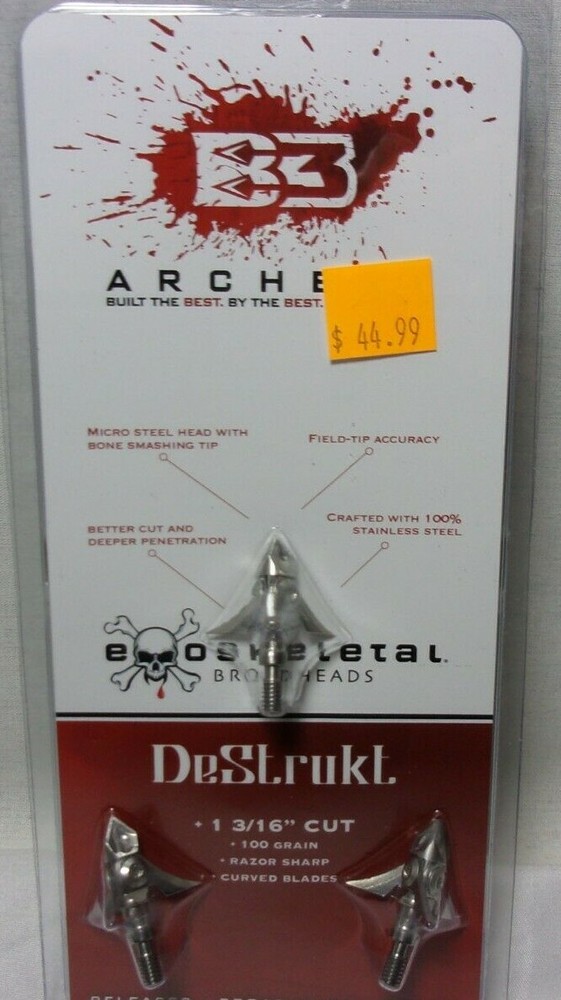 B3
ARCHE
BUILT THE BEST. BY THE BEST.
$ 44.99
MICRO STEEL HEAD WITH
BONE SMASHING TIP
FIELD-TIP ACCURACY
BETTER CUT AND
DEEPER PENETRATION
CRAFTED WITH 100%
STAINLESS STEEL
exoskeletal
BROADHEADS
DeStrukt
+ 1 3/16" CUT
• 100 GRAIN
• RAZOR SHARP
• CURVED BLADES